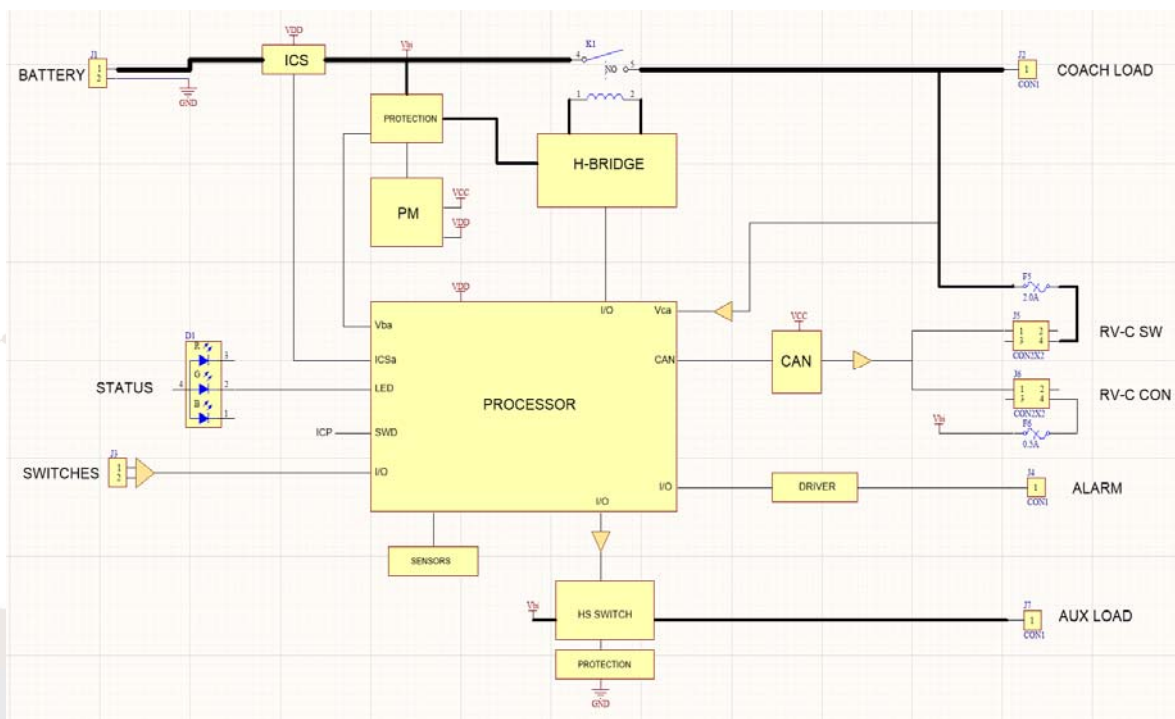 VDD
J1
1
2
BATTERY
GND
ICS
Vin
K1
4
NO
5
J2
1
CON1
COACH LOAD
PROTECTION
1
2
H-BRIDGE
PM
VCC
VDD
VDD
I/O
Vba
Vca
ICSa
CAN
LED
PROCESSOR
SWD
ICP
I/O
I/O
I/O
F5
2.0A
VCC
CAN
J5
1 2
3 4
CON2X2
RV-C SW
J6
1 2
3 4
CON2X2
RV-C CON
Vin
F6
0.5A
D1
R
3
STATUS
4
G
2
B
1
SWITCHES
J3
1
2
DRIVER
J4
1
CON1
ALARM
SENSORS
Vin
HS SWITCH
J7
1
CON1
AUX LOAD
PROTECTION
GND